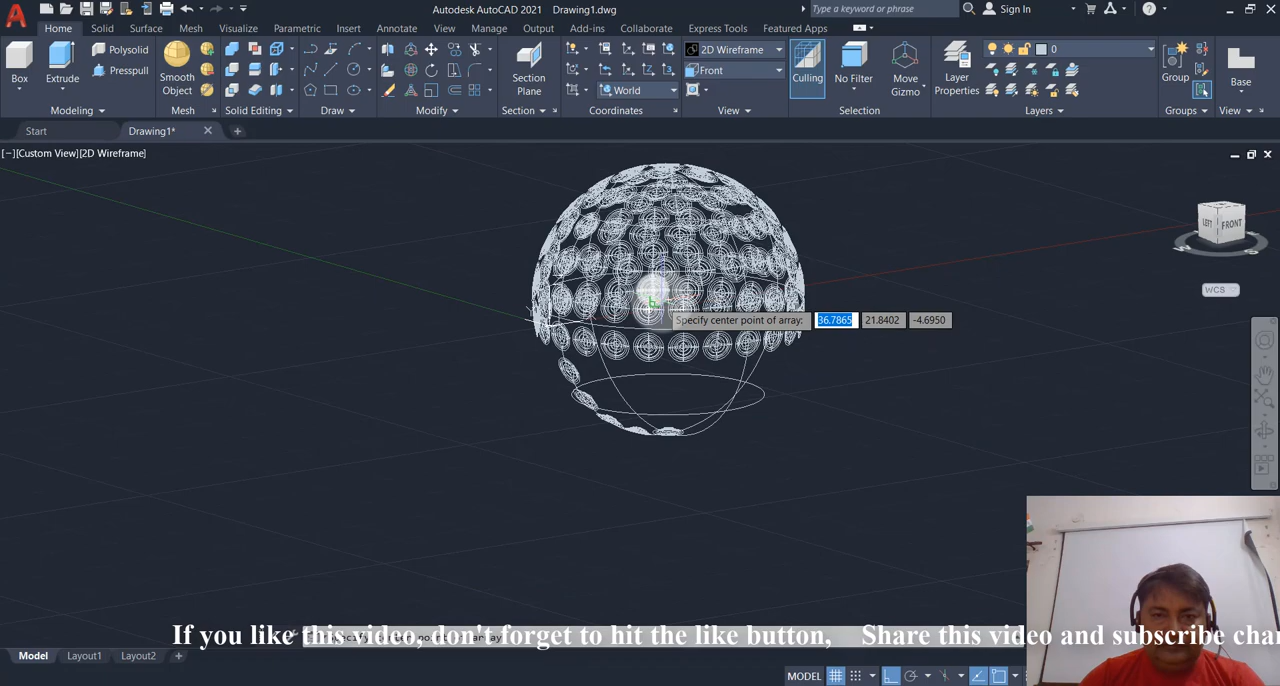 Autodesk AutoCAD 2021 Drawing1.dwg
Type a keyword or phrase
Sign In
Home Solid Surface Mesh Visualize Parametric Insert Annotate View Manage Output Add-ins Collaborate Express Tools Featured Apps
Box
Extrude
Polysolid
Presspull
Smooth Object
Section Plane
World
2D Wireframe
Front
Culling
No Filter
Move Gizmo
Layer Properties
0
Group
Base
Modeling Mesh Solid Editing Draw Modify Section Coordinates View Selection Layers Groups View
Start Drawing1*
[−][Custom View][2D Wireframe]
LEFT FRONT
WCS
Specify center point of array: 36.7865 21.8402 -4.6950
If you like this video, don't forget to hit the like button, Share this video and subscribe cha
Model Layout1 Layout2
MODEL